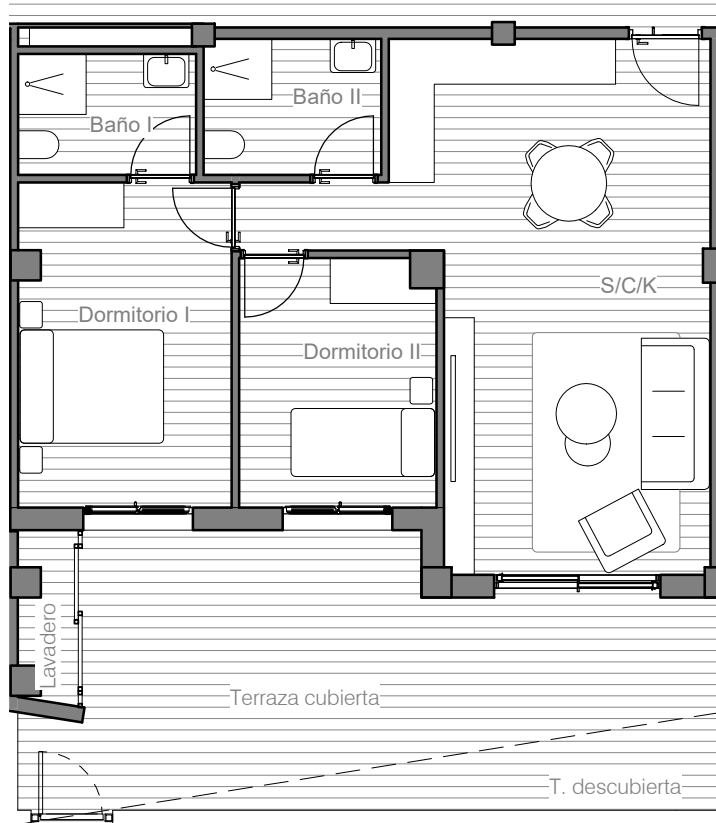 Baño I
Baño II
S/C/K
Dormitorio I
Dormitorio II
Lavadero
Terraza cubierta
T. descubierta